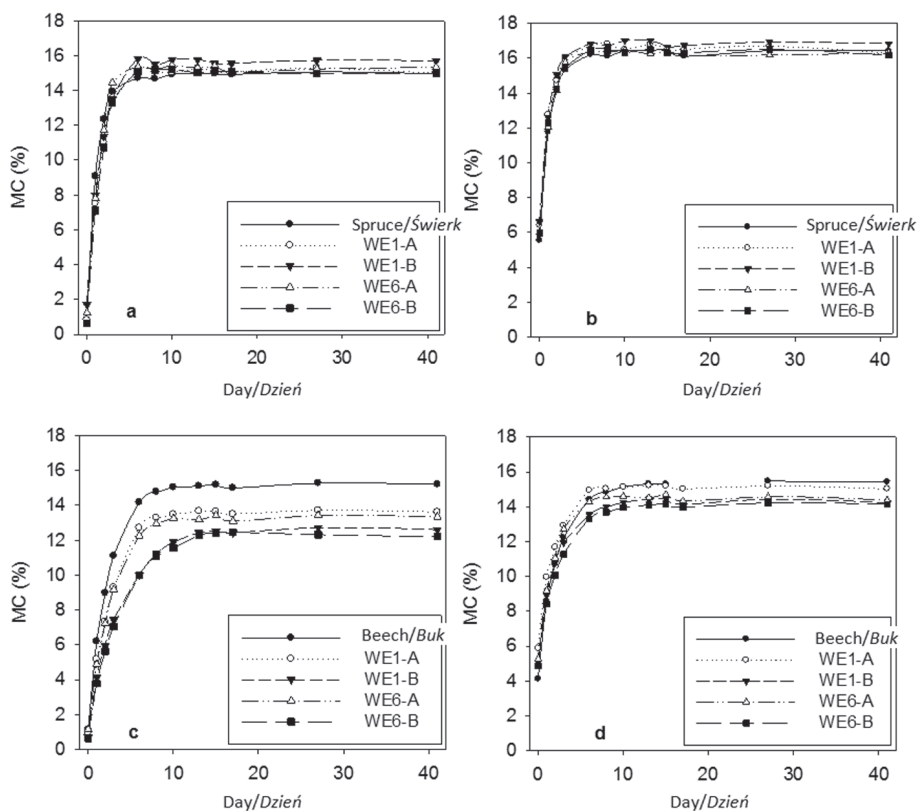 18
16
14
12
10
8
6
4
2
0
MC (%)
Spruce/Świerk
WE1-A
WE1-B
WE6-A
WE6-B
a
0 10 20 30 40
Day/Dzień
18
16
14
12
10
8
6
4
2
0
MC (%)
Spruce/Świerk
WE1-A
WE1-B
WE6-A
WE6-B
b
0 10 20 30 40
Day/Dzień
18
16
14
12
10
8
6
4
2
0
MC (%)
Beech/Buk
WE1-A
WE1-B
WE6-A
WE6-B
c
0 10 20 30 40
Day/Dzień
18
16
14
12
10
8
6
4
2
0
MC (%)
Beech/Buk
WE1-A
WE1-B
WE6-A
WE6-B
d
0 10 20 30 40
Day/Dzień